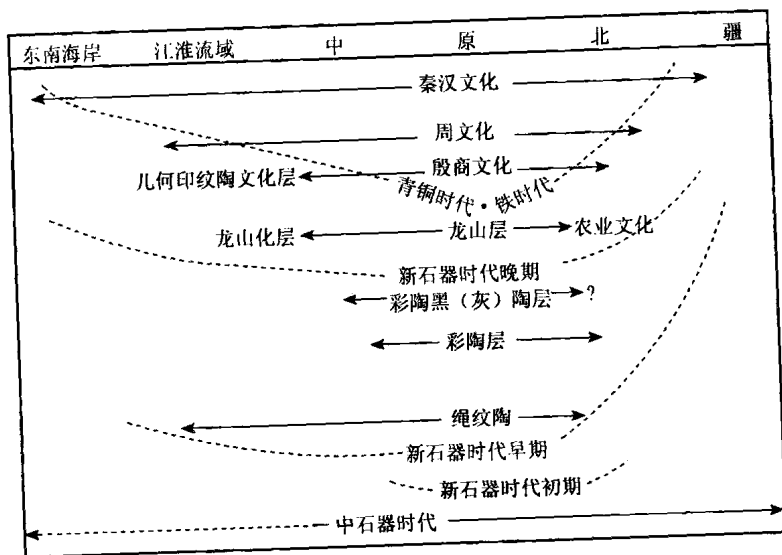 东南海岸 江淮流域 中 原 北 疆
秦汉文化
周文化
几何印纹陶文化层 殷商文化
青铜时代·铁时代
龙山化层 龙山层 农业文化
新石器时代晚期
彩陶黑（灰）陶层 ?
彩陶层
绳纹陶
新石器时代早期
新石器时代初期
中石器时代